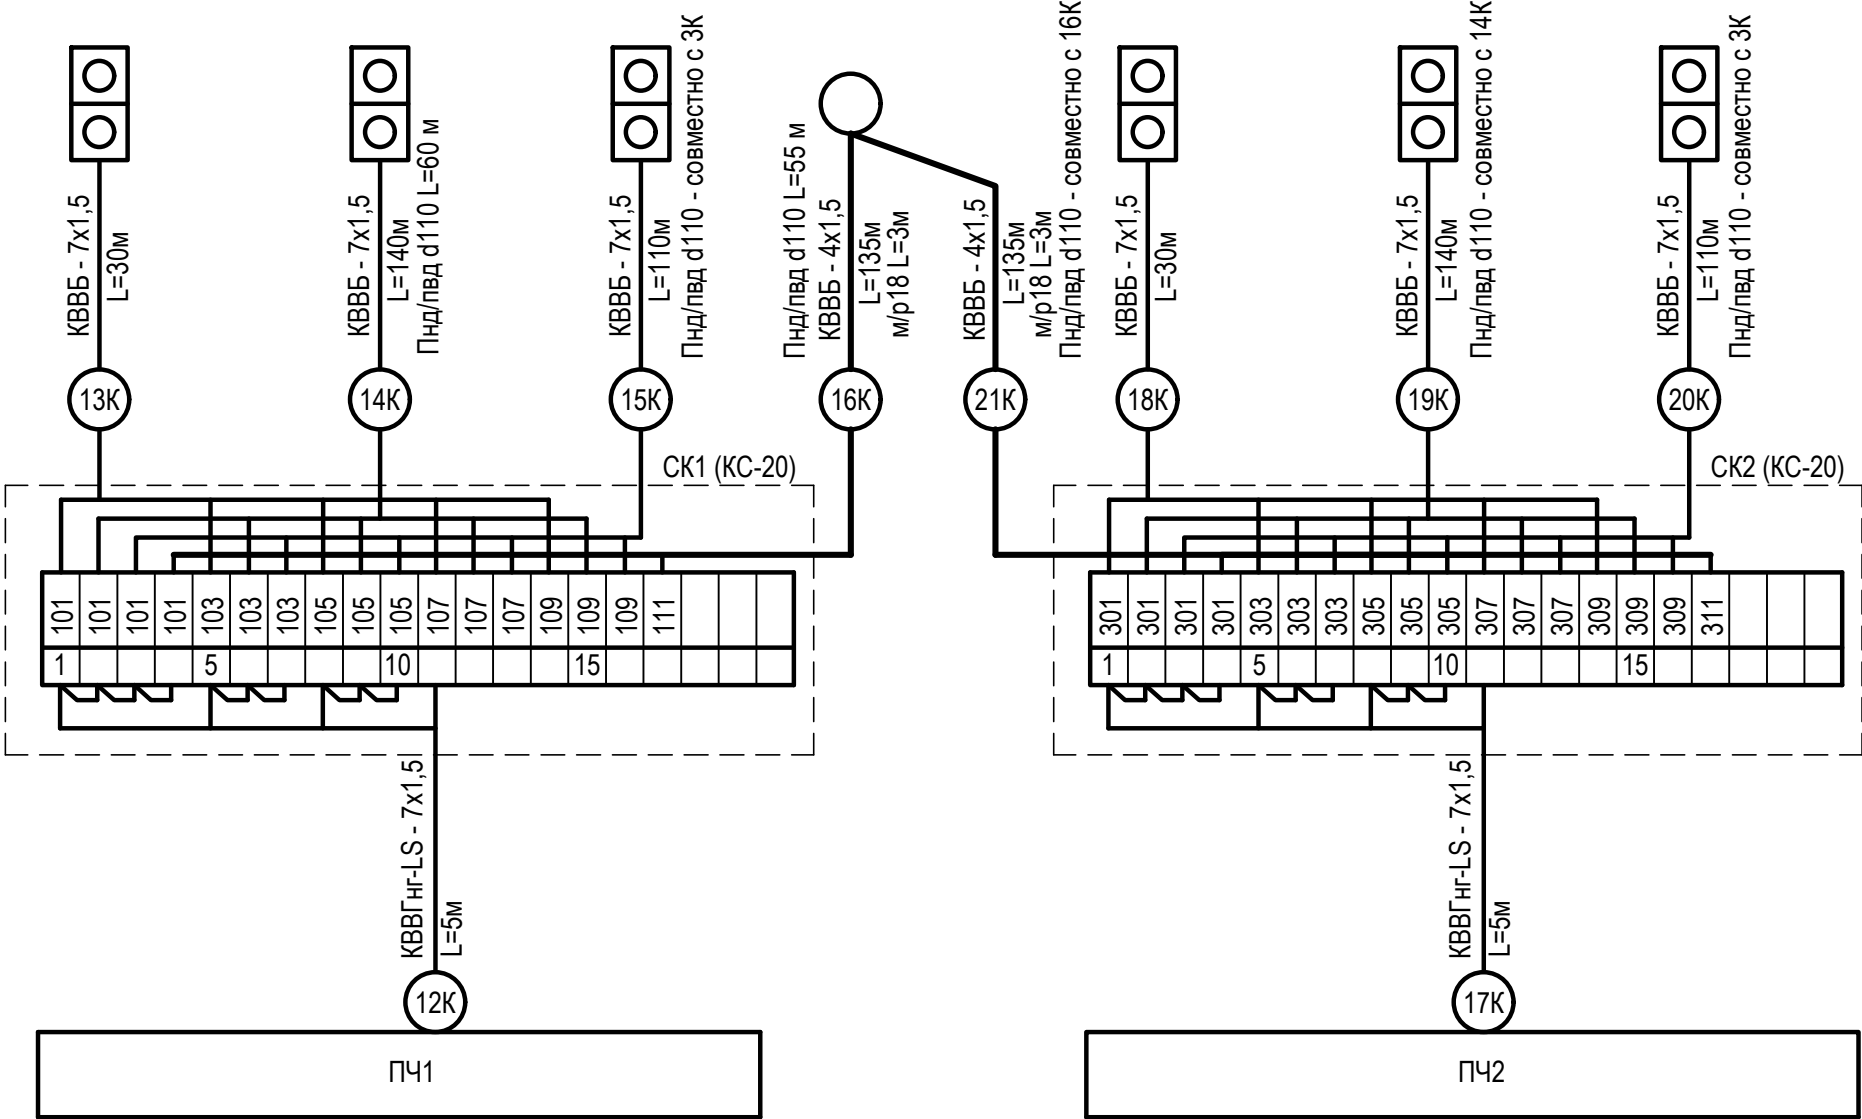 КВВБ - 7х1,5
L=30м
КВВБ - 7х1,5
L=140м
Пнд/пвд d110 L=60 м
КВВБ - 7х1,5
L=110м
Пнд/пвд d110 - совместно с 3К
Пнд/пвд d110 L=55 м
КВВБ - 4х1,5
L=135м
м/р18 L=3м
КВВБ - 4х1,5
L=135м
м/р18 L=3м
Пнд/пвд d110 - совместно с 16К
КВВБ - 7х1,5
L=30м
КВВБ - 7х1,5
L=140м
Пнд/пвд d110 - совместно с 14К
КВВБ - 7х1,5
L=110м
Пнд/пвд d110 - совместно с 3К
13К 14К 15К 16К 21К 18К 19К 20К
СК1 (КС-20)
СК2 (КС-20)
101 101 101 101 103 103 103 105 105 105 107 107 107 109 109 109 111
1 5 10 15
301 301 301 301 303 303 303 305 305 305 307 307 307 309 309 309 311
1 5 10 15
КВВГнг-LS - 7х1,5
L=5м
КВВГнг-LS - 7х1,5
L=5м
12К
17К
ПЧ1
ПЧ2